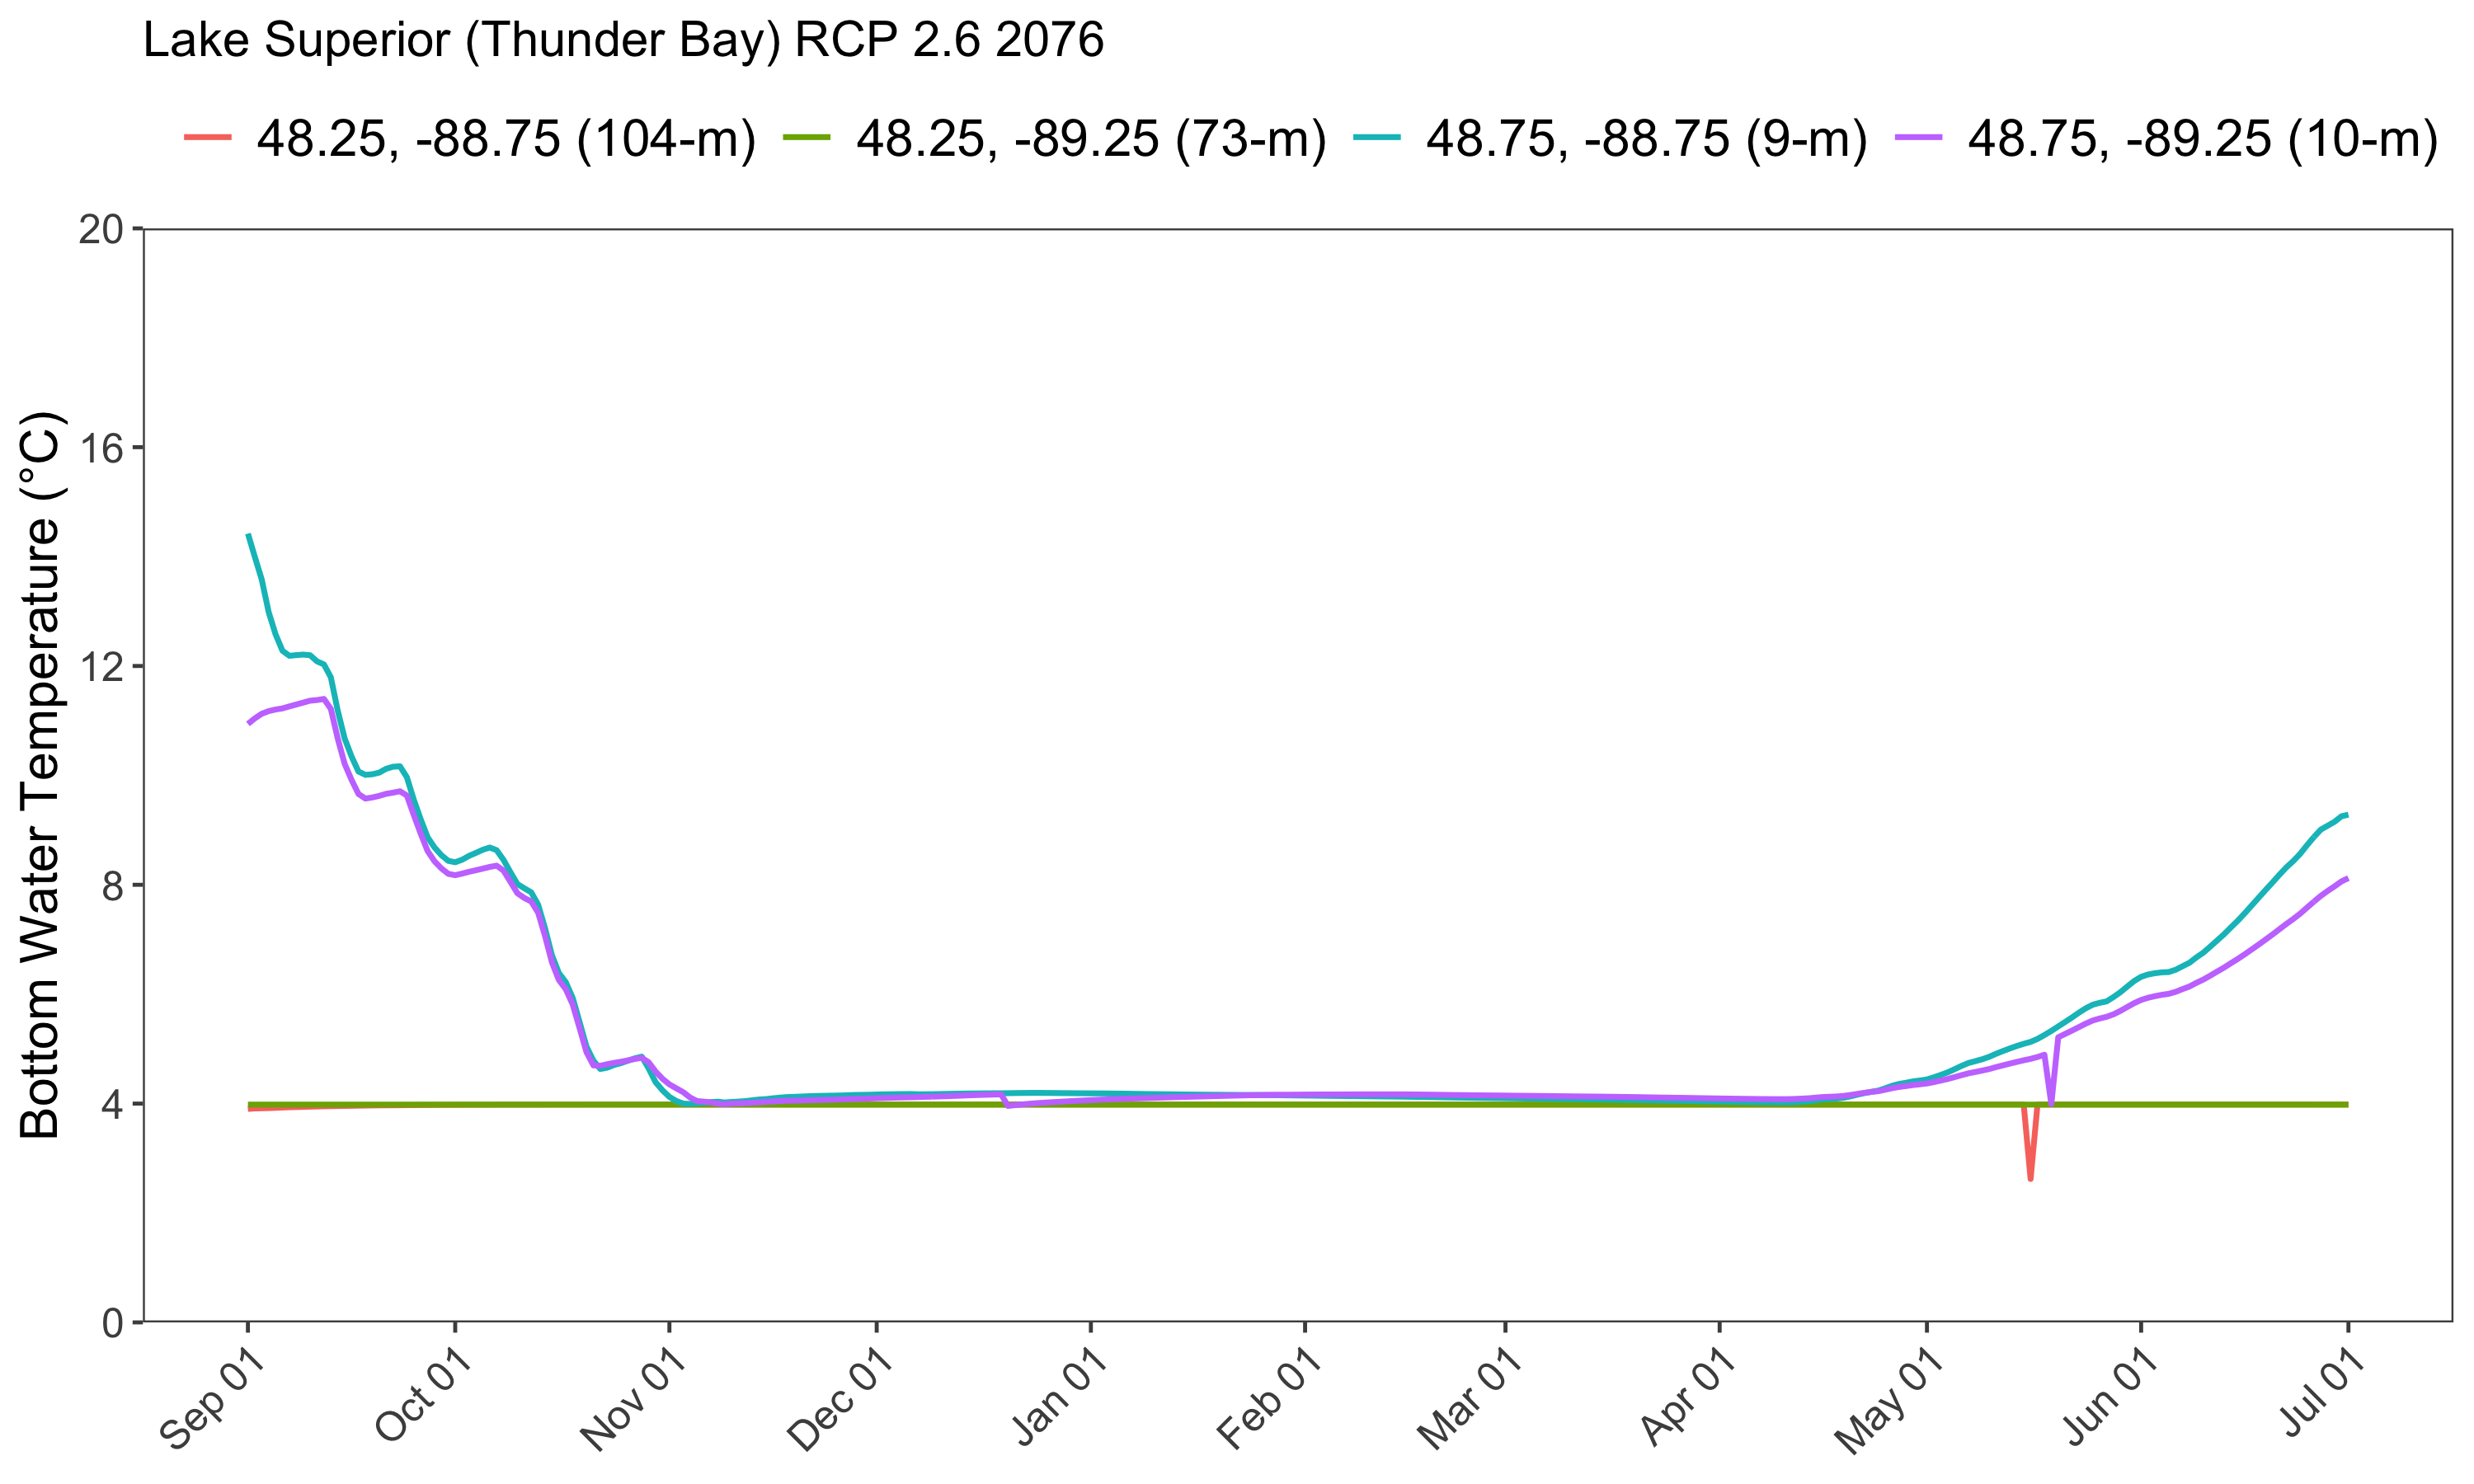 Lake Superior (Thunder Bay) RCP 2.6 2076
48.25, -88.75 (104-m) 48.25, -89.25 (73-m) 48.75, -88.75 (9-m) 48.75, -89.25 (10-m)
Bottom Water Temperature (°C)
20
16
12
8
4
0
Sep 01 Oct 01 Nov 01 Dec 01 Jan 01 Feb 01 Mar 01 Apr 01 May 01 Jun 01 Jul 01